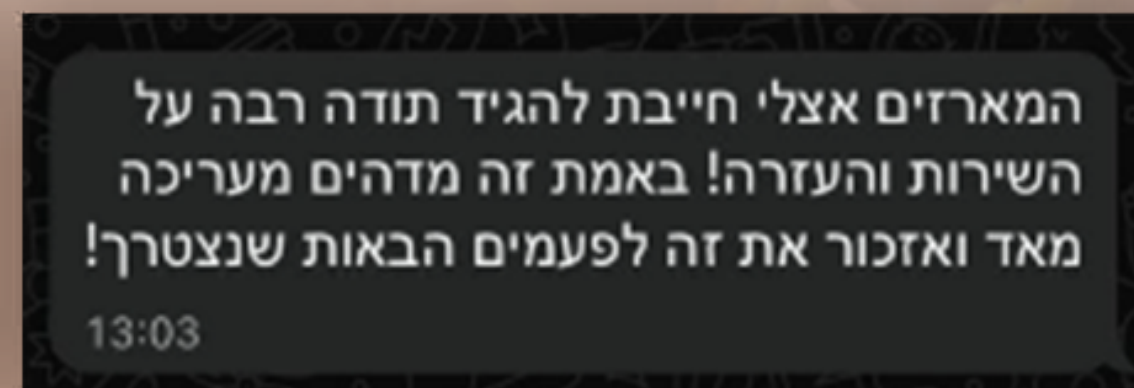 המארזים אצלי חייבת להגיד תודה רבה על
השירות והעזרה! באמת זה מדהים מעריכה
מאד ואזכור את זה לפעמים הבאות שנצטרך!
13:03